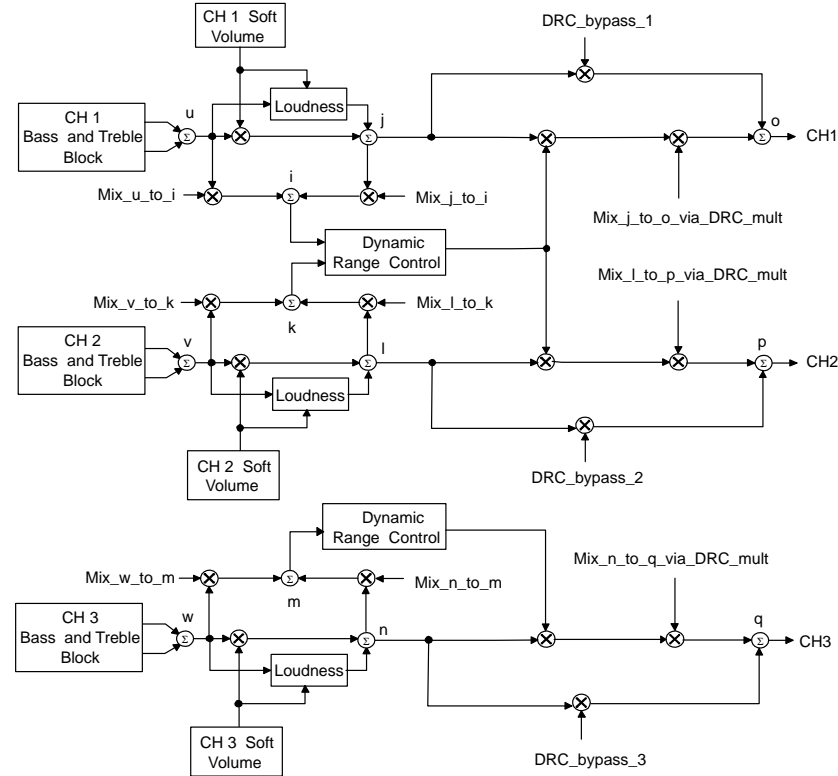 CH 1 Soft
Volume
DRC_bypass_1
CH 1
Bass and Treble
Block
u
Σ
Loudness
j
Σ
o
Σ
CH1
Mix_u_to_i
i
Σ
Mix_j_to_i
Mix_j_to_o_via_DRC_mult
Dynamic
Range Control
Mix_l_to_p_via_DRC_mult
Mix_v_to_k
Σ
k
Mix_l_to_k
CH 2
Bass and Treble
Block
v
Σ
l
Σ
p
Σ
CH2
Loudness
CH 2 Soft
Volume
DRC_bypass_2
Dynamic
Range Control
Mix_w_to_m
Σ
m
Mix_n_to_m
Mix_n_to_q_via_DRC_mult
CH 3
Bass and Treble
Block
w
Σ
n
Σ
q
Σ
CH3
Loudness
CH 3 Soft
Volume
DRC_bypass_3